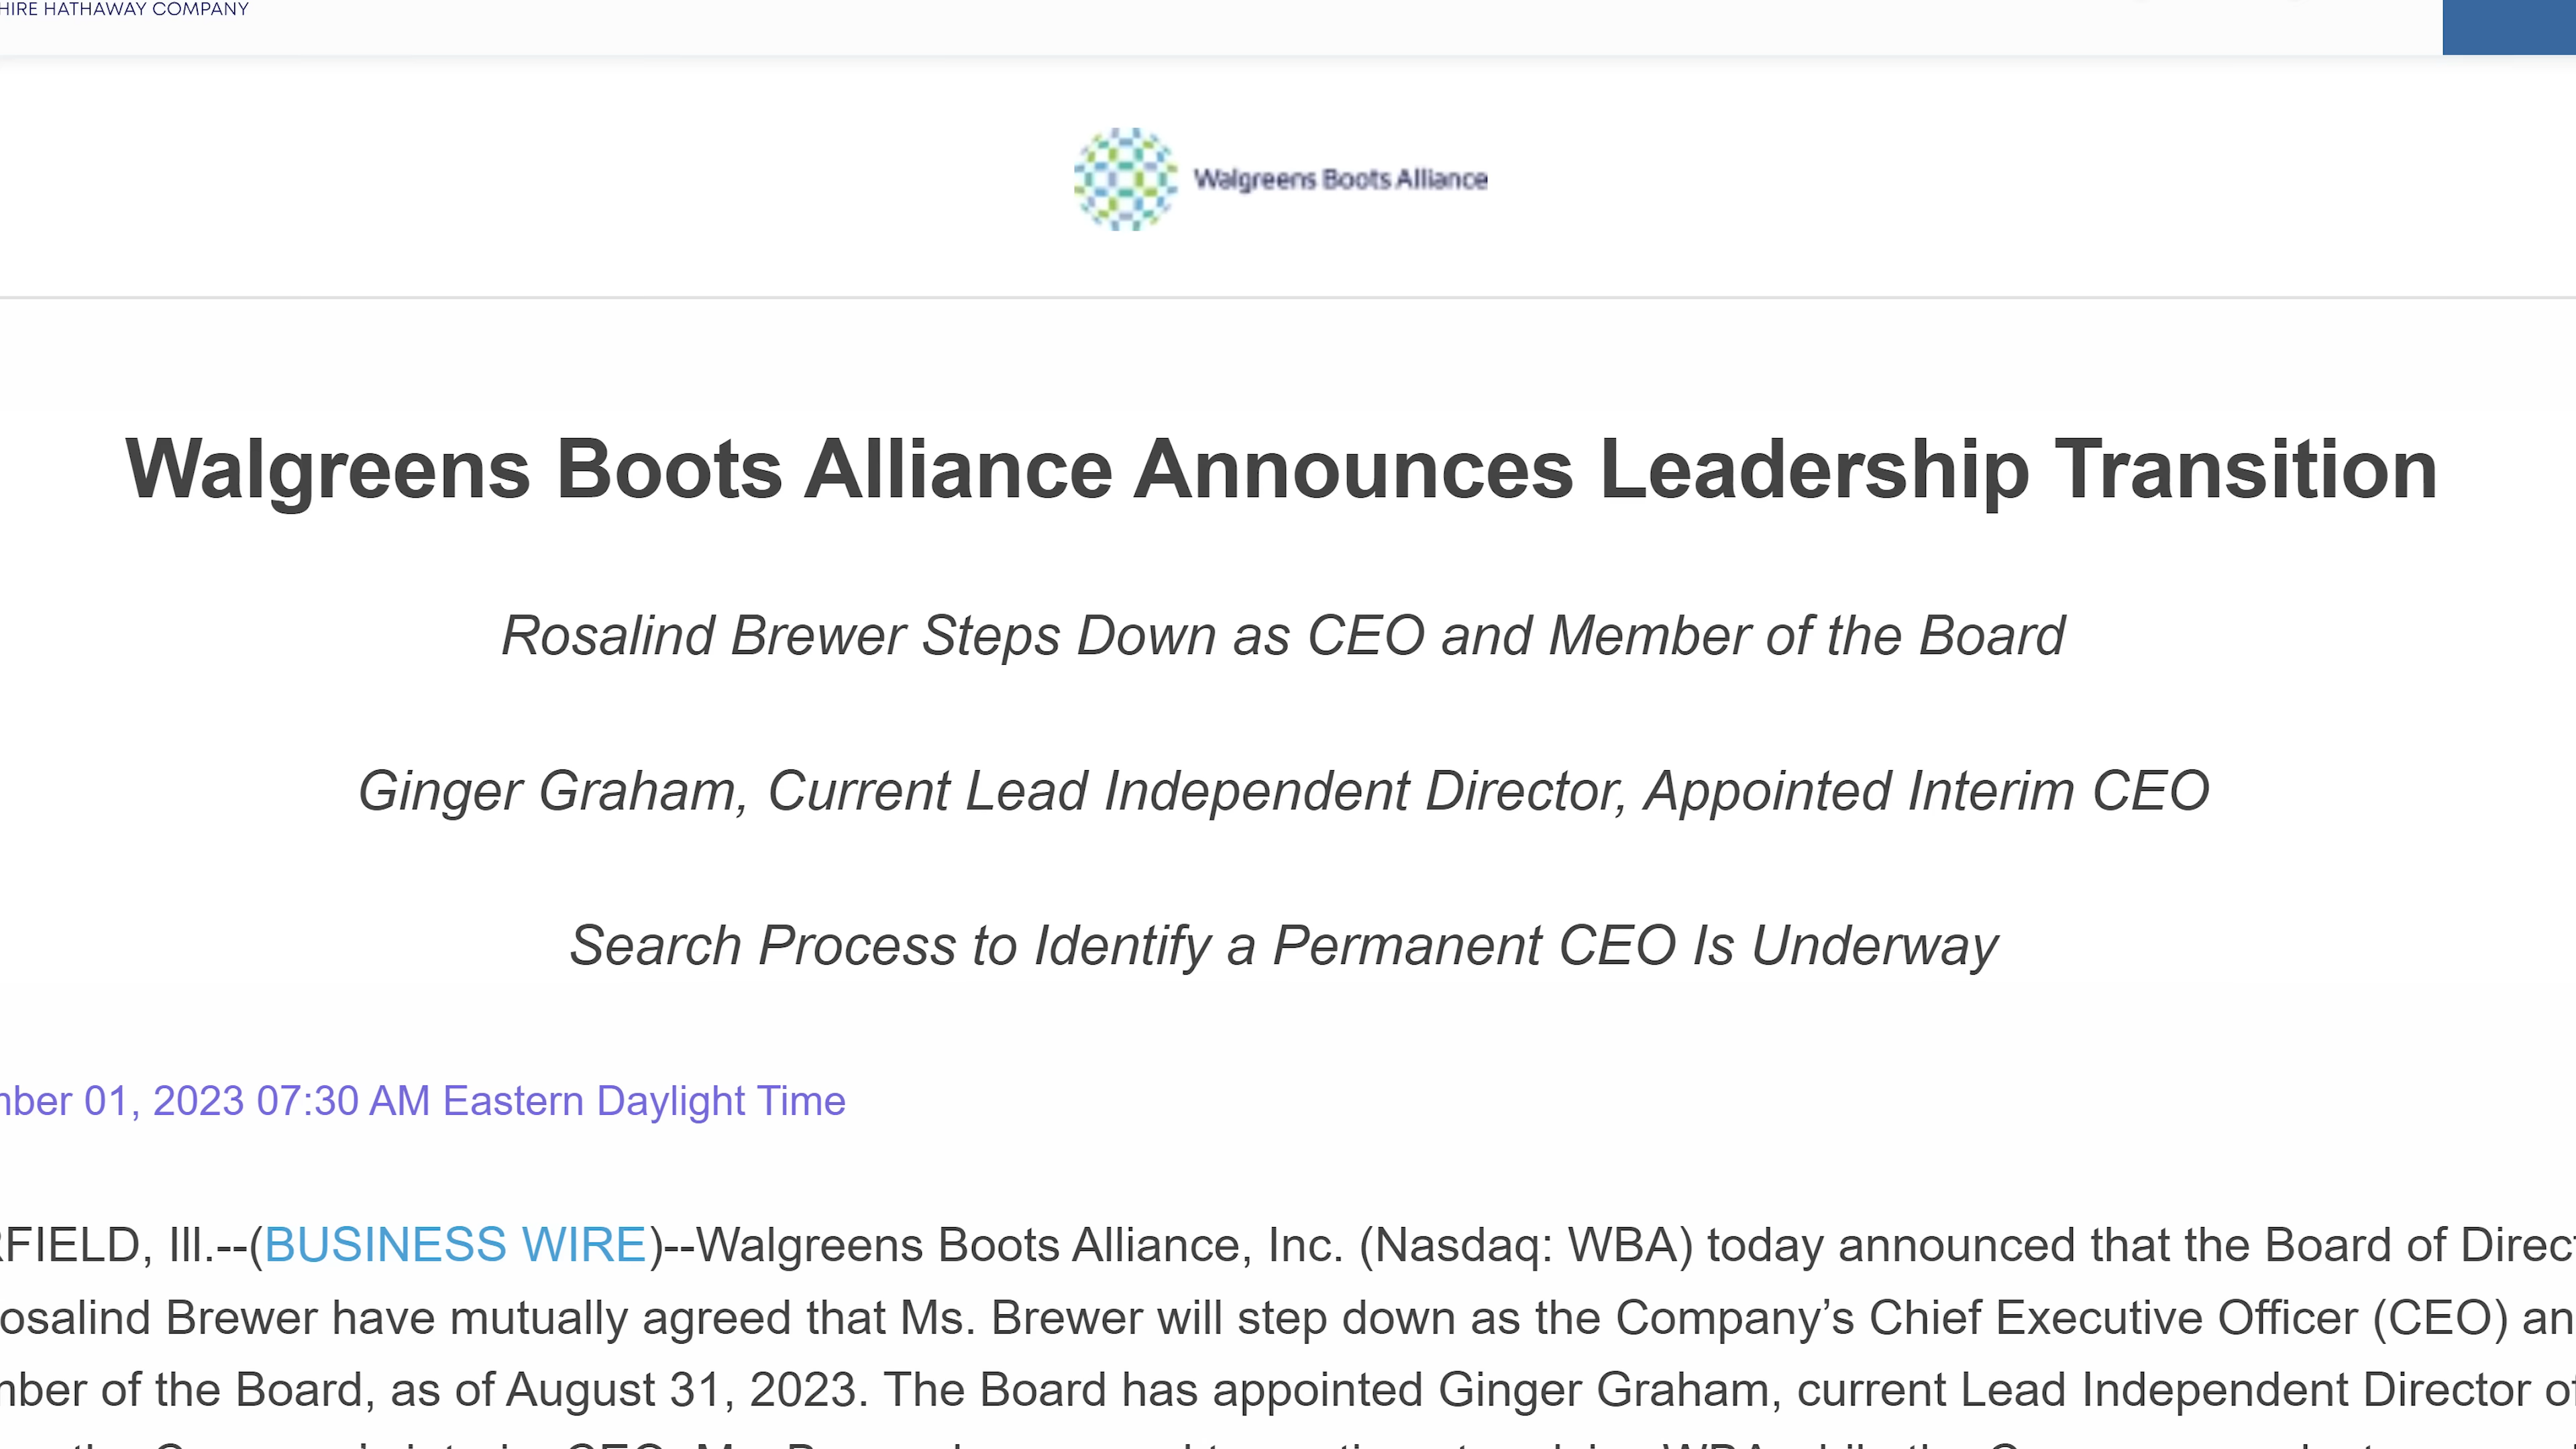 HIRE HATHAWAY COMPANY
Walgreens Boots Alliance
Walgreens Boots Alliance Announces Leadership Transition
Rosalind Brewer Steps Down as CEO and Member of the Board
Ginger Graham, Current Lead Independent Director, Appointed Interim CEO
Search Process to Identify a Permanent CEO Is Underway
mber 01, 2023 07:30 AM Eastern Daylight Time
RFIELD, Ill.--(BUSINESS WIRE)--Walgreens Boots Alliance, Inc. (Nasdaq: WBA) today announced that the Board of Direct
osalind Brewer have mutually agreed that Ms. Brewer will step down as the Company’s Chief Executive Officer (CEO) an
mber of the Board, as of August 31, 2023. The Board has appointed Ginger Graham, current Lead Independent Director of